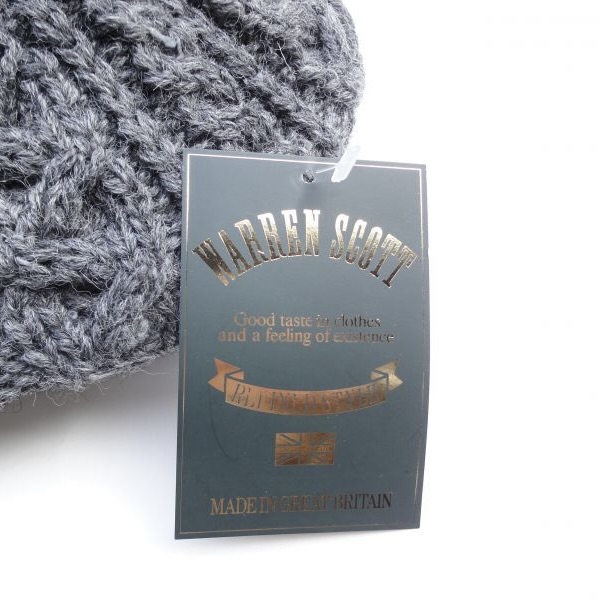 WARREN SCOTT
Good taste in clothes
and a feeling of existence
MADE IN GREAT BRITAIN